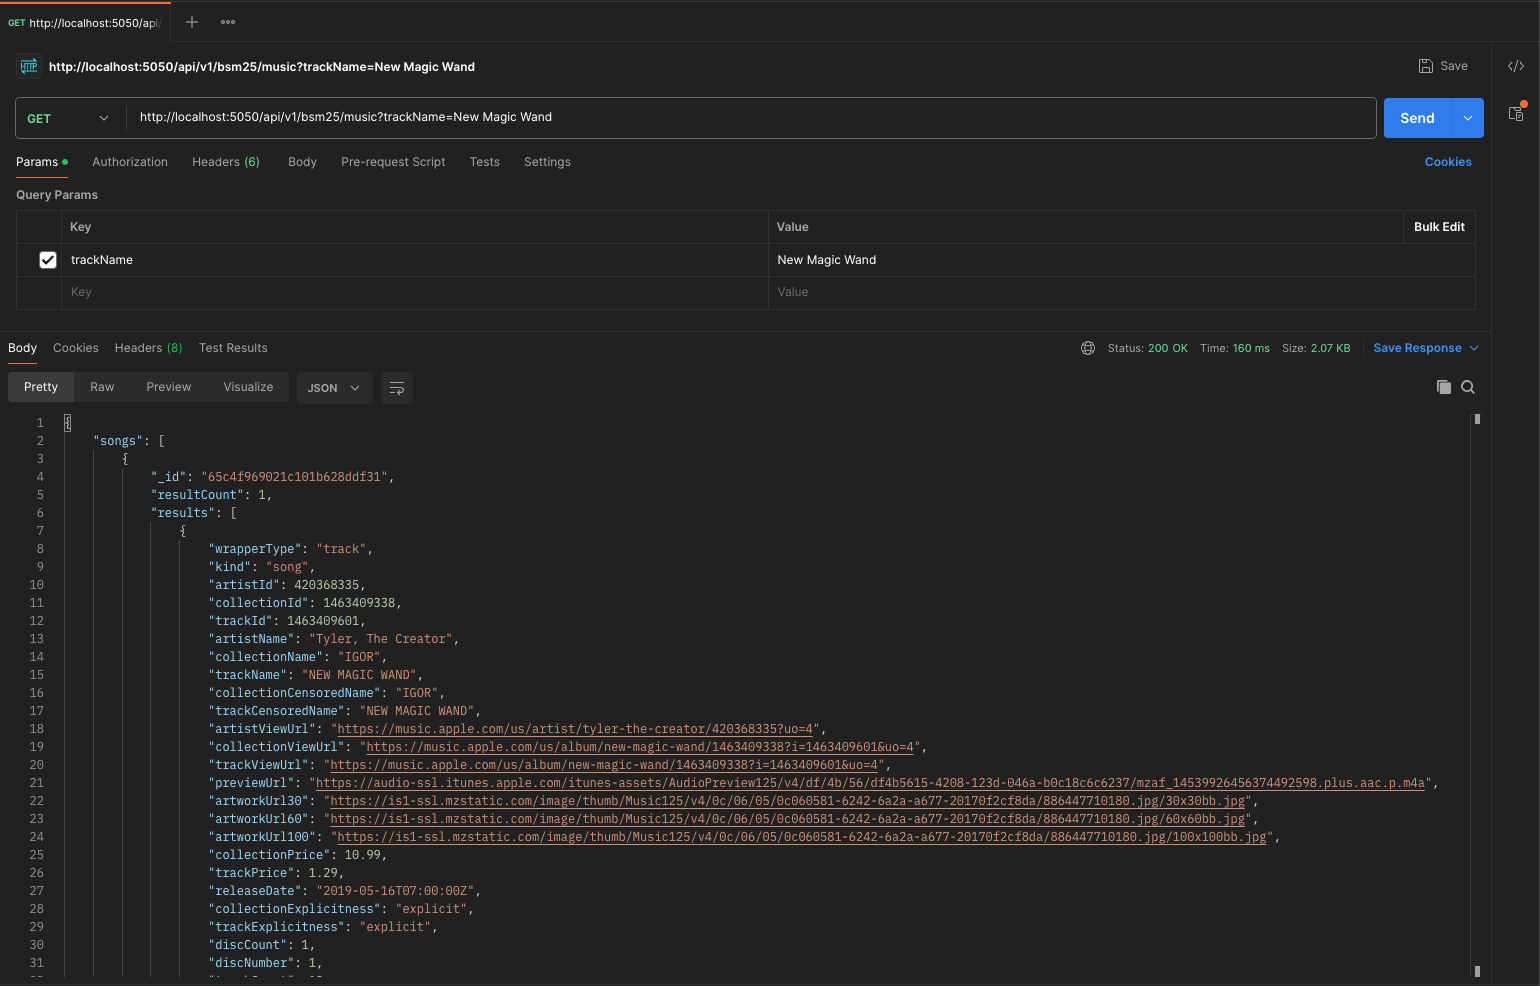 GET http://localhost:5050/api/
HTTP http://localhost:5050/api/v1/bsm25/music?trackName=New Magic Wand Save
GET http://localhost:5050/api/v1/bsm25/music?trackName=New Magic Wand Send
Params Authorization Headers (6) Body Pre-request Script Tests Settings Cookies
Query Params
Key Value Bulk Edit
trackName New Magic Wand
Key Value
Body Cookies Headers (8) Test Results Status: 200 OK Time: 160 ms Size: 2.07 KB Save Response
Pretty Raw Preview Visualize JSON
1 {
2 "songs": [
3 {
4 "_id": "65c4f969021c101b628ddf31",
5 "resultCount": 1,
6 "results": [
7 {
8 "wrapperType": "track",
9 "kind": "song",
10 "artistId": 420368335,
11 "collectionId": 1463409338,
12 "trackId": 1463409601,
13 "artistName": "Tyler, The Creator",
14 "collectionName": "IGOR",
15 "trackName": "NEW MAGIC WAND",
16 "collectionCensoredName": "IGOR",
17 "trackCensoredName": "NEW MAGIC WAND",
18 "artistViewUrl": "https://music.apple.com/us/artist/tyler-the-creator/420368335?uo=4",
19 "collectionViewUrl": "https://music.apple.com/us/album/new-magic-wand/1463409338?i=1463409601&uo=4",
20 "trackViewUrl": "https://music.apple.com/us/album/new-magic-wand/1463409338?i=1463409601&uo=4",
21 "previewUrl": "https://audio-ssl.itunes.apple.com/itunes-assets/AudioPreview125/v4/df/4b/56/df4b5615-4208-123d-046a-b0c18c6c6237/mzaf_14539926456374492598.plus.aac.p.m4a",
22 "artworkUrl30": "https://is1-ssl.mzstatic.com/image/thumb/Music125/v4/0c/06/05/0c060581-6242-6a2a-a677-20170f2cf8da/886447710180.jpg/30x30bb.jpg",
23 "artworkUrl60": "https://is1-ssl.mzstatic.com/image/thumb/Music125/v4/0c/06/05/0c060581-6242-6a2a-a677-20170f2cf8da/886447710180.jpg/60x60bb.jpg",
24 "artworkUrl100": "https://is1-ssl.mzstatic.com/image/thumb/Music125/v4/0c/06/05/0c060581-6242-6a2a-a677-20170f2cf8da/886447710180.jpg/100x100bb.jpg",
25 "collectionPrice": 10.99,
26 "trackPrice": 1.29,
27 "releaseDate": "2019-05-16T07:00:00Z",
28 "collectionExplicitness": "explicit",
29 "trackExplicitness": "explicit",
30 "discCount": 1,
31 "discNumber": 1,